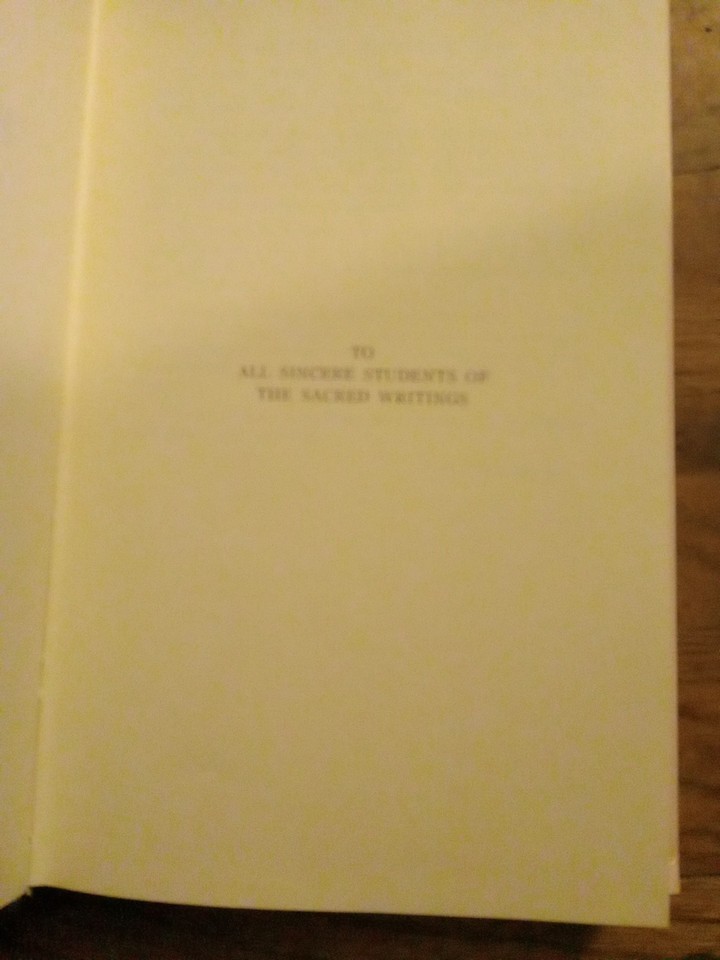 TO
ALL SINCERE STUDENTS OF
THE SACRED WRITINGS